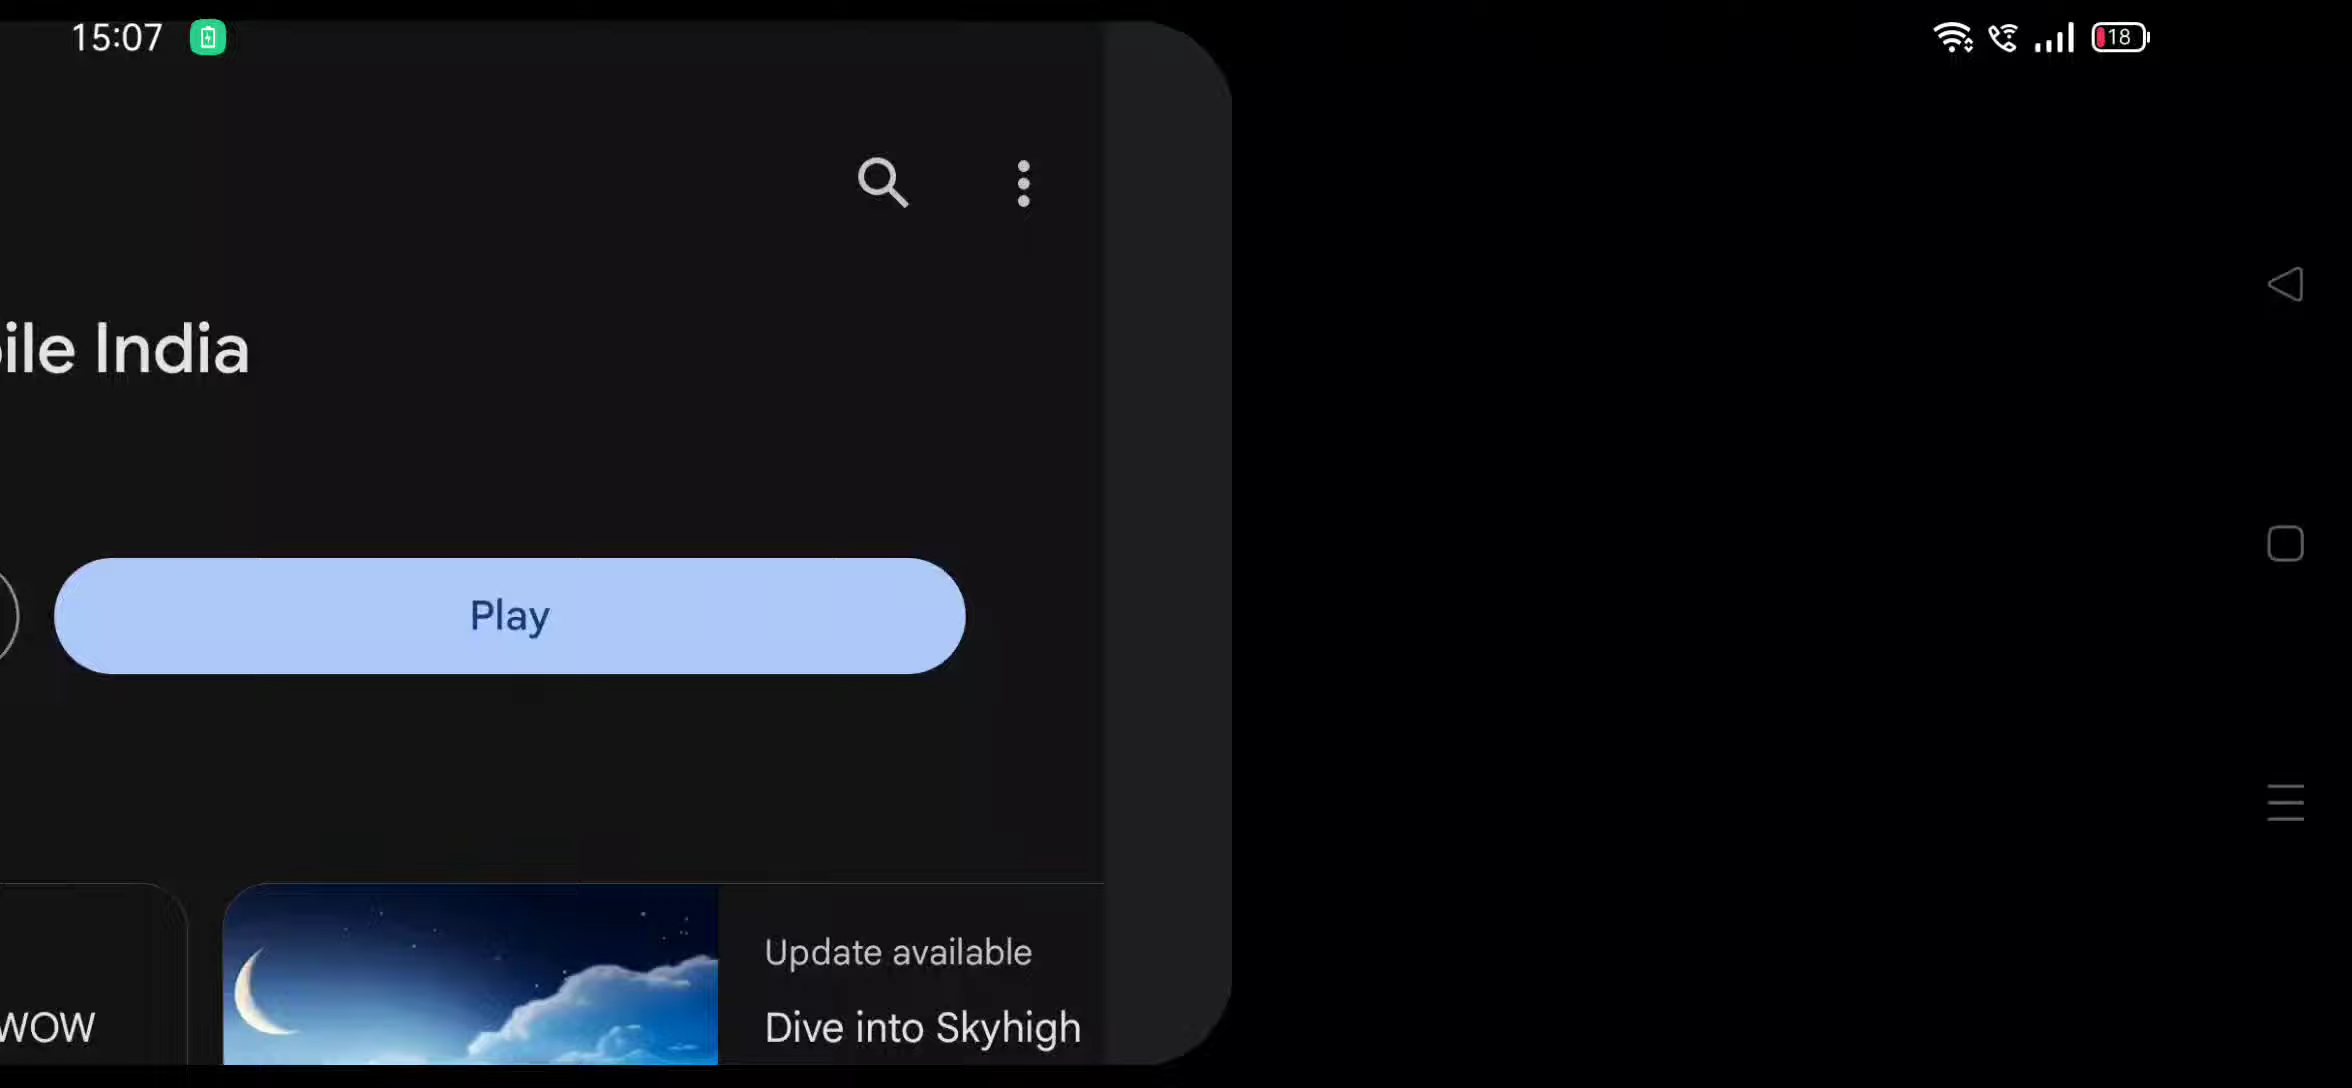 15:07
18
ile India
Play
Update available
WOW
Dive into Skyhigh